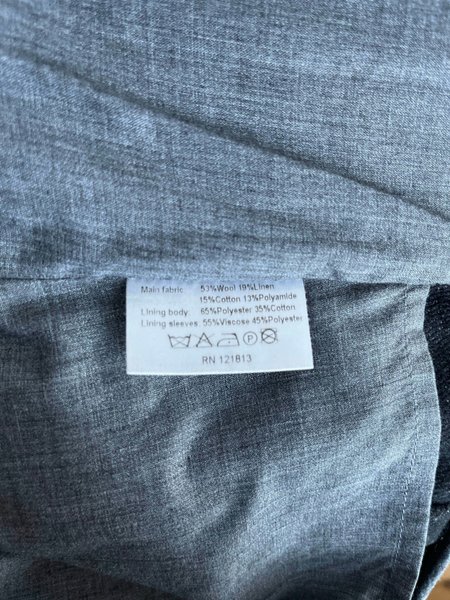 Main fabric 53%Wool 19%Linen
15%Cotton 13%Polyamide
Lining body: 65%Polyester 35%Cotton
Lining sleeves: 55%Viscose 45%Polyester
P
RN 121813